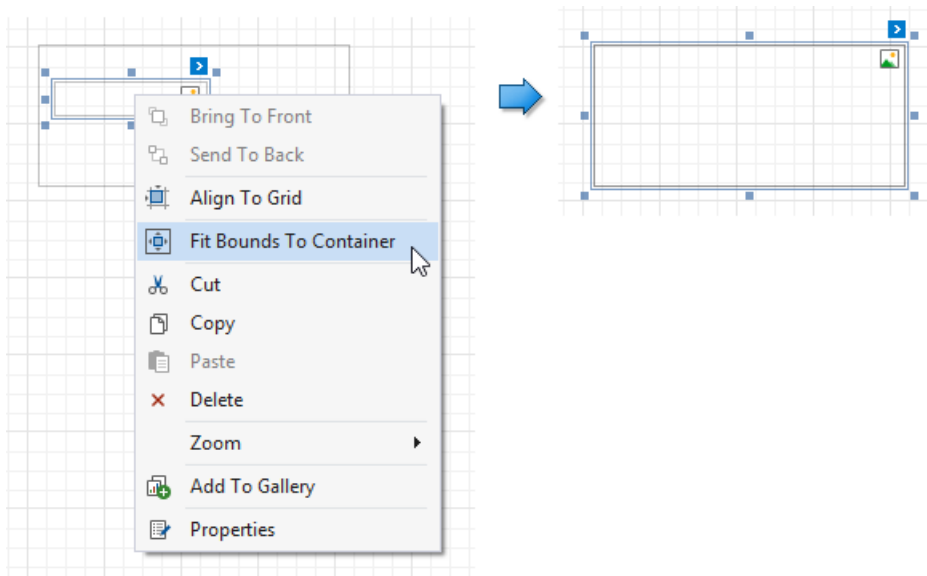 Bring To Front
Send To Back
Align To Grid
Fit Bounds To Container
Cut
Copy
Paste
Delete
Zoom
Add To Gallery
Properties